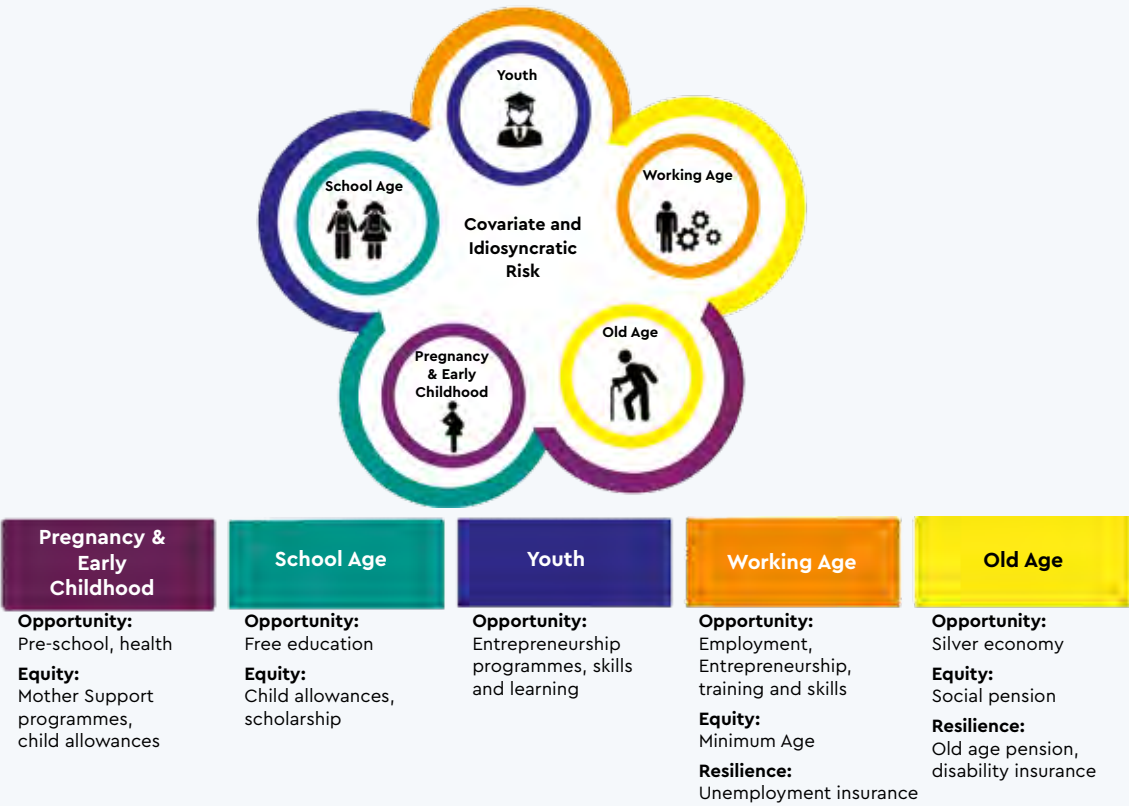 Youth
School Age
Working Age
Covariate and
Idiosyncratic
Risk
Old Age
Pregnancy
& Early
Childhood
Pregnancy &
Early
Childhood
Opportunity:
Pre-school, health
Equity:
Mother Support
programmes,
child allowances
School Age
Opportunity:
Free education
Equity:
Child allowances,
scholarship
Youth
Opportunity:
Entrepreneurship
programmes, skills
and learning
Working Age
Opportunity:
Employment,
Entrepreneurship,
training and skills
Equity:
Minimum Age
Resilience:
Unemployment insurance
Old Age
Opportunity:
Silver economy
Equity:
Social pension
Resilience:
Old age pension,
disability insurance